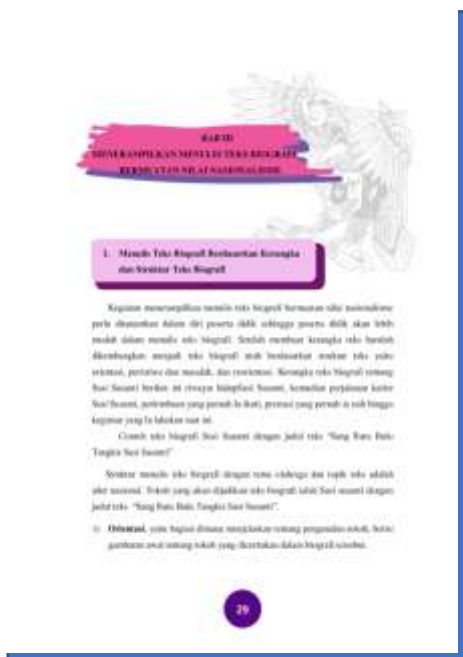 BAB III
MENERAMPILKAN MENULIS TEKS BIOGRAFI
BERMUATAN NILAI NASIONALISME
1. Menulis Teks Biografi Berdasarkan Kerangka
dan Struktur Teks Biografi
Kegiatan menerampilkan menulis teks biografi bermuatan nilai nasionalisme
perlu ditanamkan dalam diri peserta didik sehingga peserta didik akan lebih
mudah dalam menulis teks biografi. Setelah membuat kerangka teks barulah
dikembangkan menjadi teks biografi utuh berdasarkan struktur teks yaitu
orientasi, peristiwa dan masalah, dan reorientasi. Kerangka teks biografi tentang
Susi Susanti berikut ini riwayat hidup Susi Susanti, kemudian perjalanan karier
Susi Susanti, pertandingan yang pernah Ia ikuti, prestasi yang pernah ia raih hingga
kegiatan yang Ia lakukan saat ini.
Contoh teks biografi Susi Susanti dengan judul teks "Sang Ratu Bulu
Tangkis Susi Susanti"
Struktur menulis teks biografi dengan tema olahraga dan topik teks adalah
atlet nasional. Tokoh yang akan dijadikan teks biografi ialah Susi susanti dengan
judul teks "Sang Ratu Bulu Tangkis Susi Susanti".
Orientasi, yaitu bagian dimana menjelaskan tentang pengenalan tokoh, berisi
gambaran awal tentang tokoh yang diceritakan dalam biografi tersebut.
29